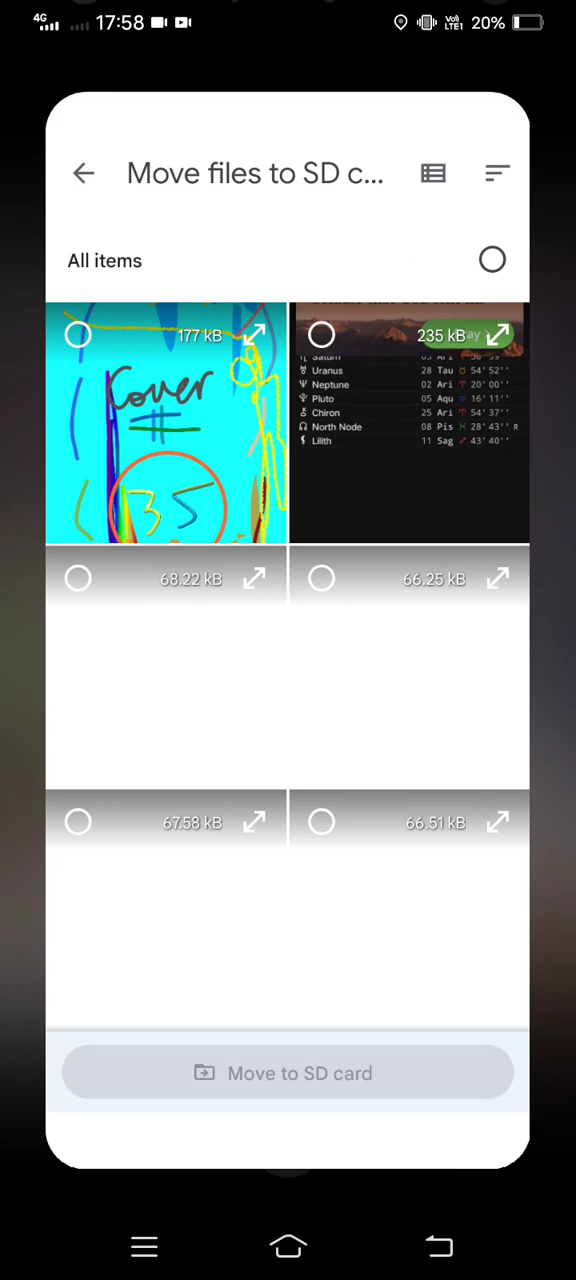 4G 17:58 VoLTE1 20%
Move files to SD c...
All items
177 kB
235 kB
Cover
35
Uranus 28 Tau 54' 52''
Neptune 02 Ari 20' 00''
Pluto 05 Aqu 16' 11''
Chiron 25 Ari 54' 37''
North Node 08 Pis 28' 43'' R
Lilith 11 Sag 43' 40''
68.22 kB
66.25 kB
67.58 kB
66.51 kB
Move to SD card